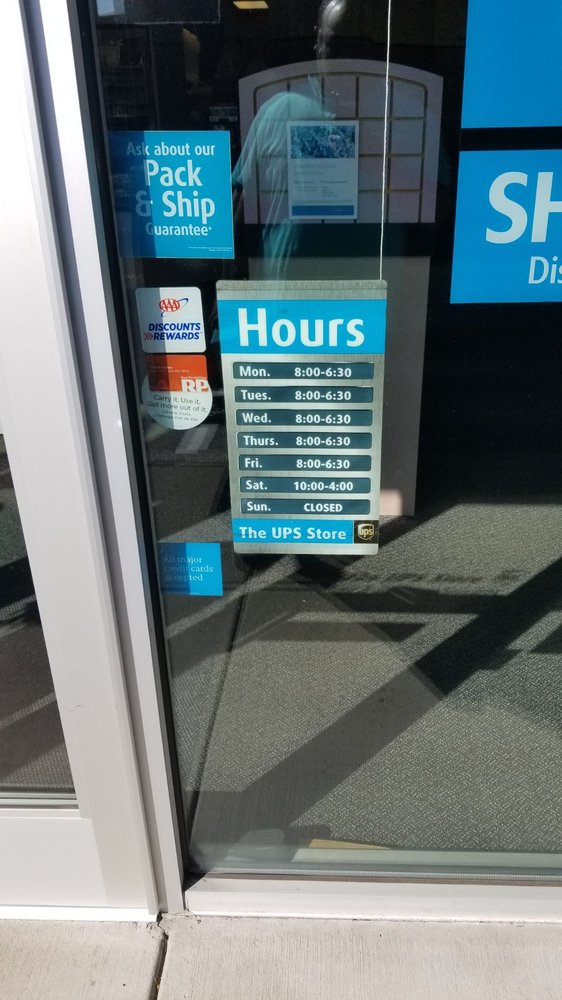 Ask about our
Pack
& Ship
Guarantee*
AAA
DISCOUNTS
REWARDS
RP
Carry it. Use it.
Get more out of it.
Hours
Mon. 8:00-6:30
Tues. 8:00-6:30
Wed. 8:00-6:30
Thurs. 8:00-6:30
Fri. 8:00-6:30
Sat. 10:00-4:00
Sun. CLOSED
The UPS Store
ups
All major
credit cards
accepted
SH
Dis